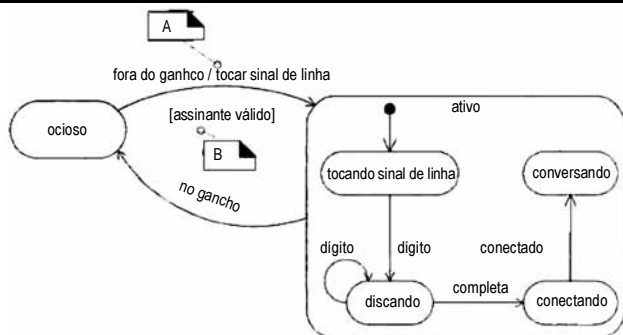 A
fora do ganhco / tocar sinal de linha
[assinante válido]
ativo
ocioso
B
tocando sinal de linha
conversando
no gancho
dígito
dígito
conectado
completa
discando
conectando